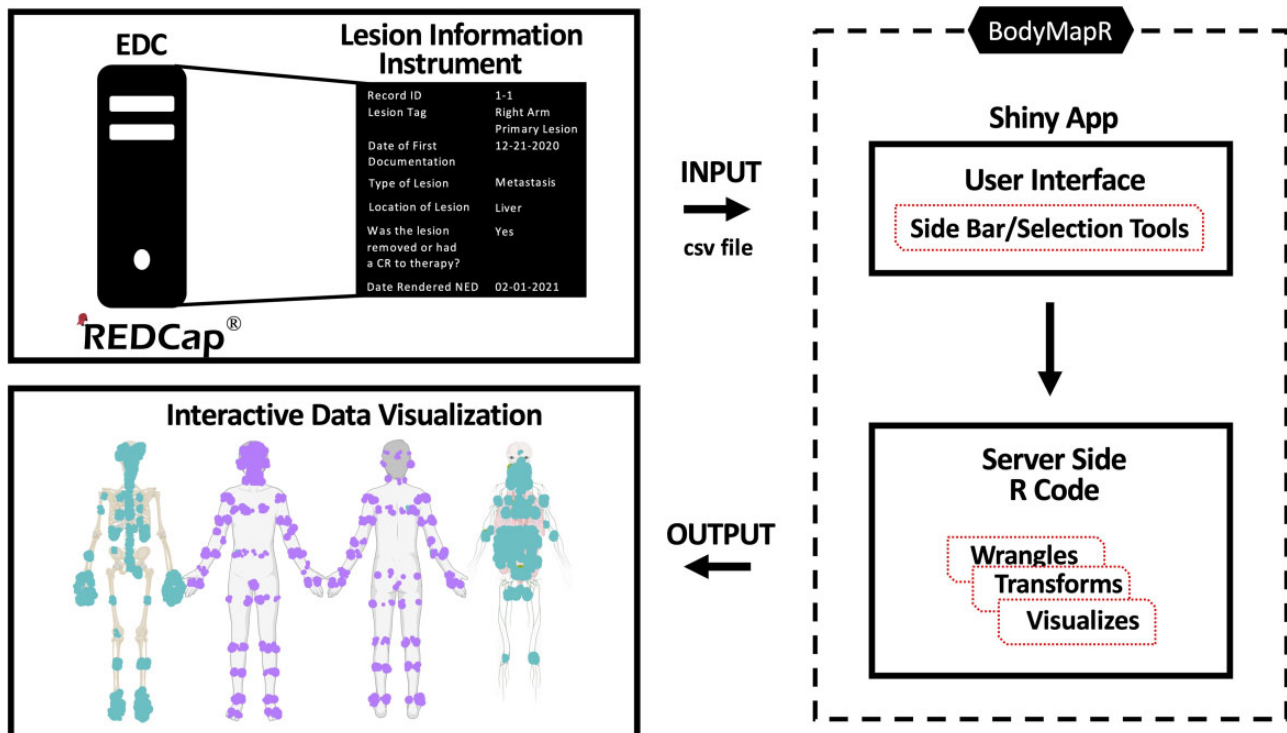 EDC
Lesion Information
Instrument
Record ID 1-1
Lesion Tag Right Arm
Primary Lesion
Date of First 12-21-2020
Documentation
Type of Lesion Metastasis
Location of Lesion Liver
Was the lesion Yes
removed or had
a CR to therapy?
Date Rendered NED 02-01-2021
REDCap®
INPUT
csv file
BodyMapR
Shiny App
User Interface
Side Bar/Selection Tools
Server Side
R Code
Wrangles
Transforms
Visualizes
OUTPUT
Interactive Data Visualization